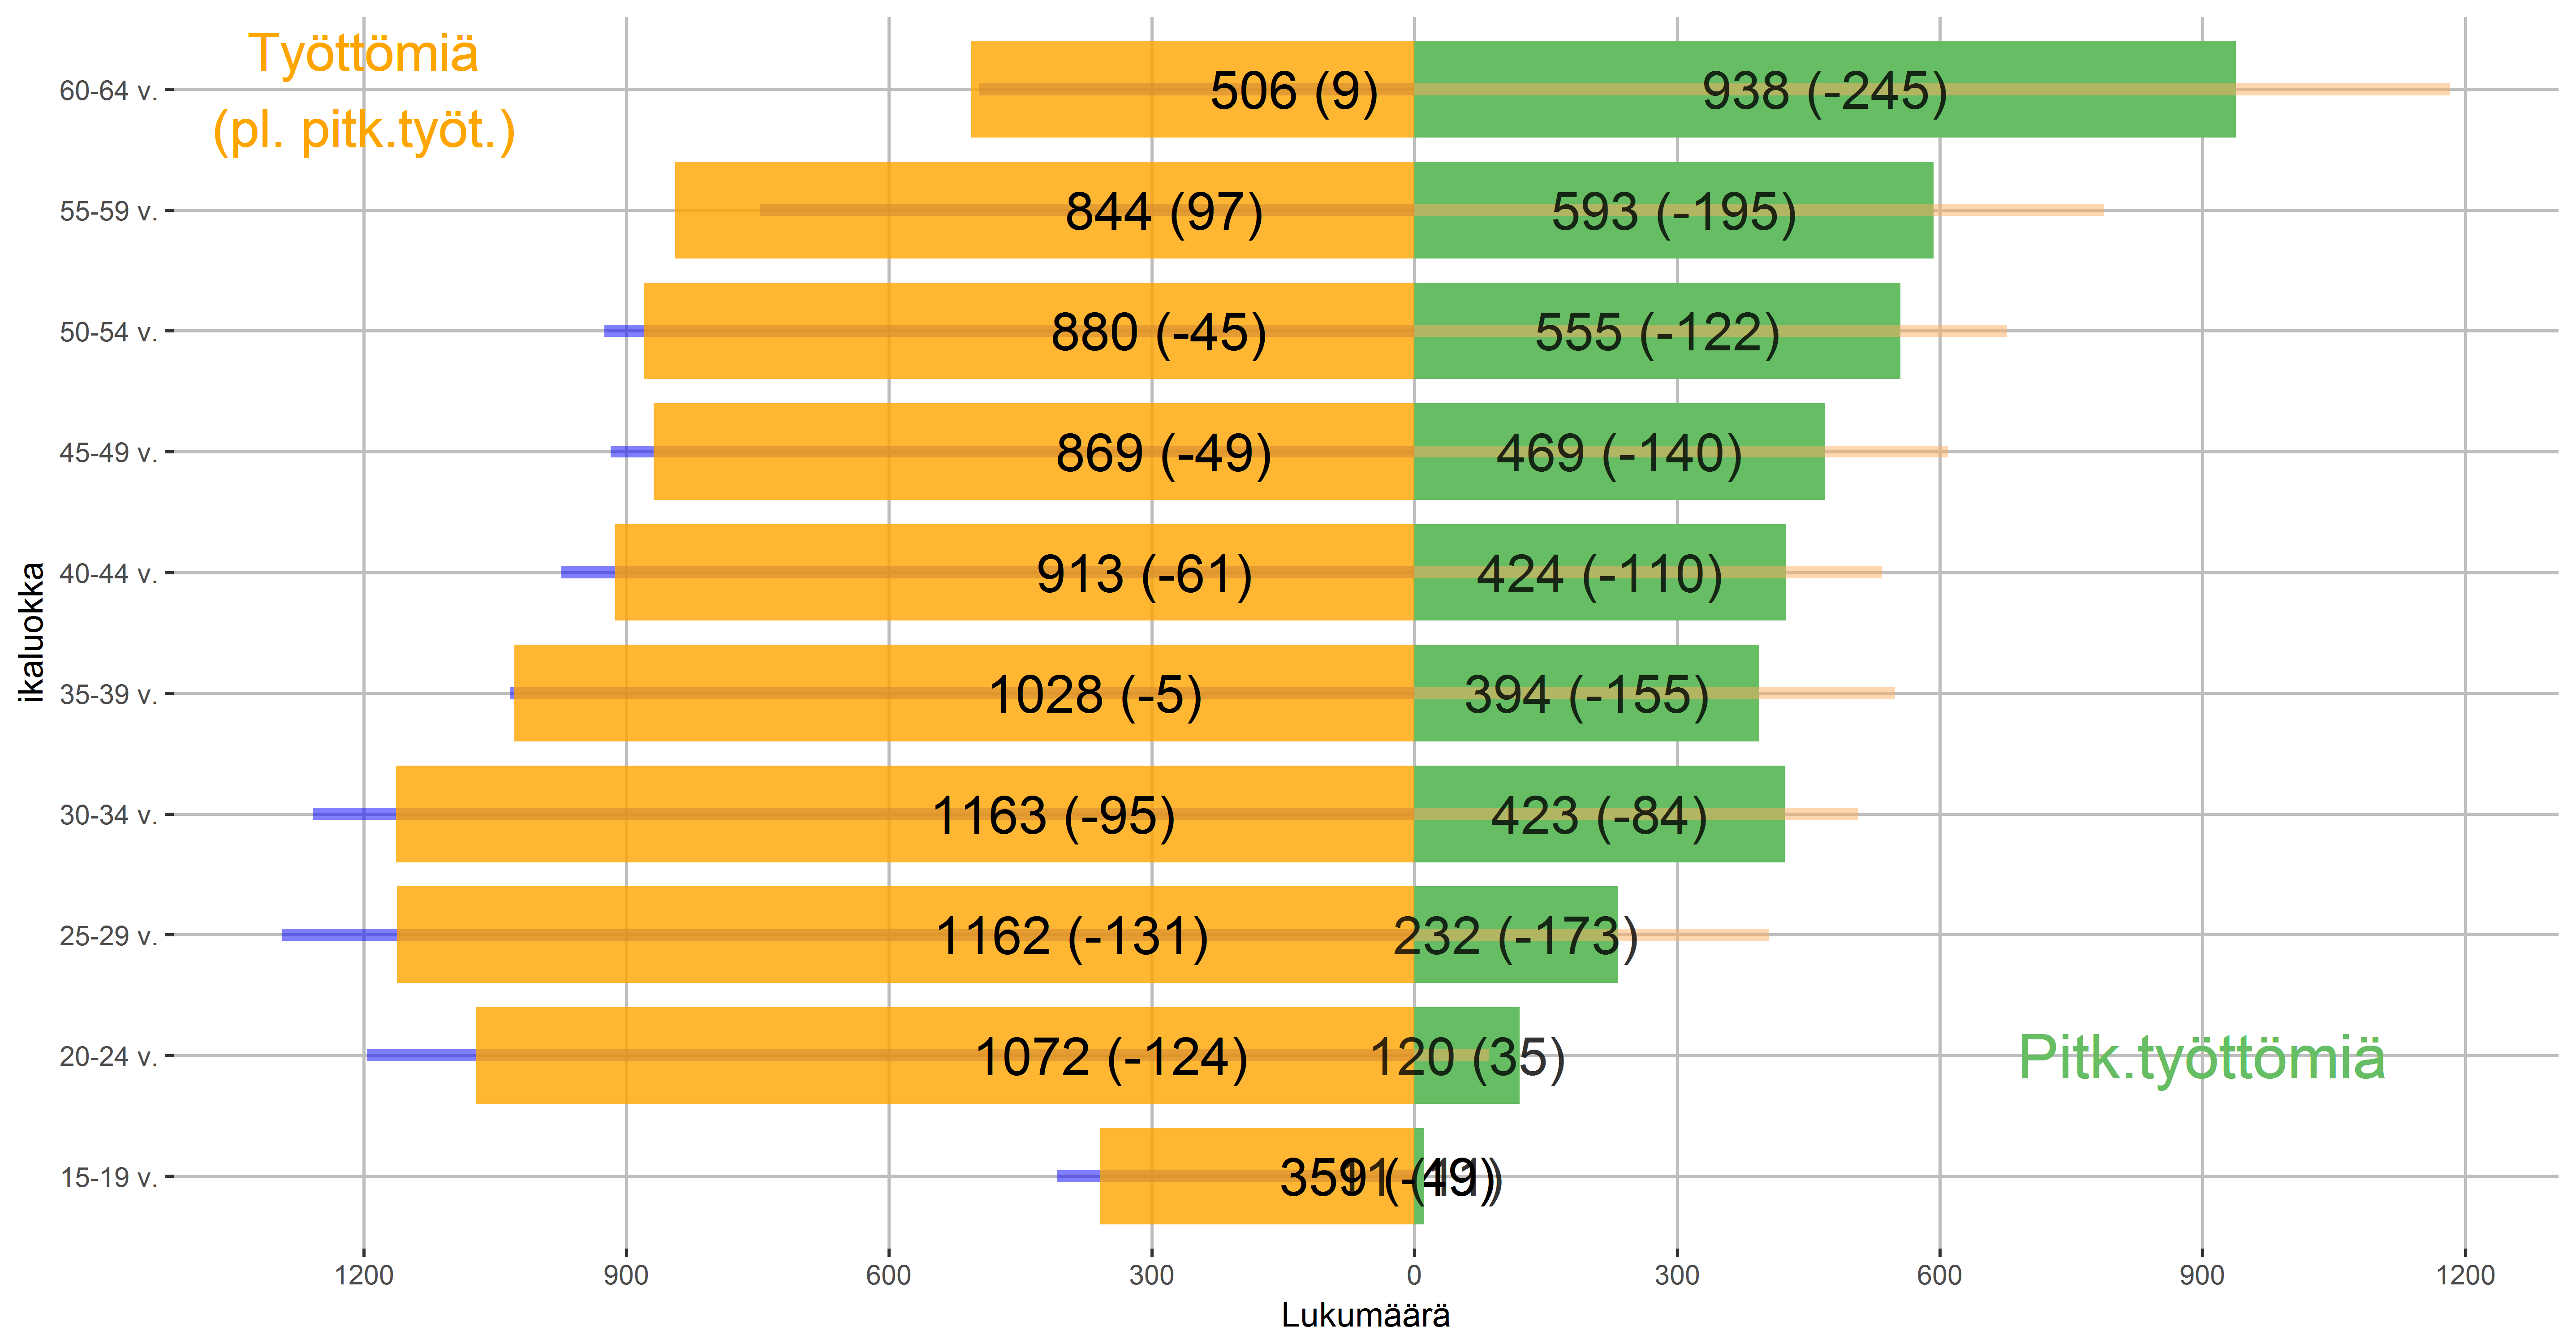 Työttömiä
(pl. pitk.työt.)
60-64 v.
506 (9)
938 (-245)
55-59 v.
844 (97)
593 (-195)
50-54 v.
880 (-45)
555 (-122)
45-49 v.
869 (-49)
469 (-140)
ikaluokka
40-44 v.
913 (-61)
424 (-110)
35-39 v.
1028 (-5)
394 (-155)
30-34 v.
1163 (-95)
423 (-84)
25-29 v.
1162 (-131)
232 (-173)
20-24 v.
1072 (-124)
120 (35)
Pitk.työttömiä
15-19 v.
359 (-49)
1200 900 600 300 0 300 600 900 1200
Lukumäärä